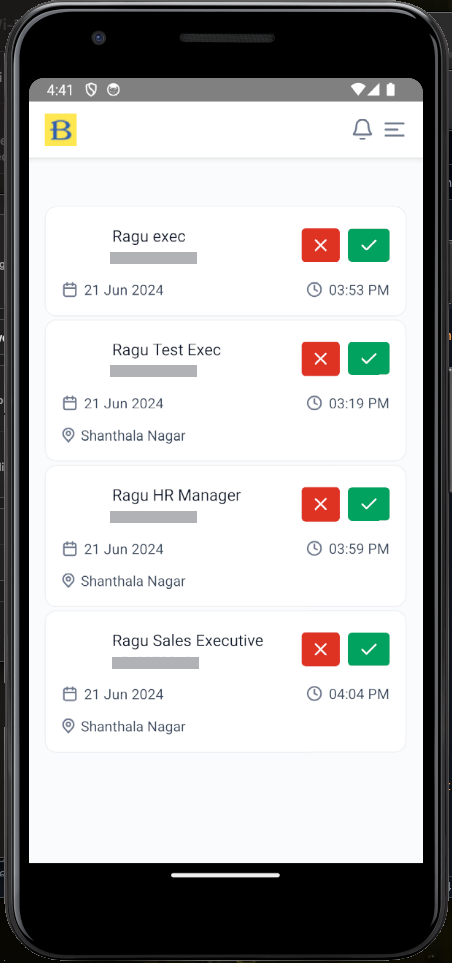 4:41
B
Ragu exec
21 Jun 2024 03:53 PM
Ragu Test Exec
21 Jun 2024 03:19 PM
Shanthala Nagar
Ragu HR Manager
21 Jun 2024 03:59 PM
Shanthala Nagar
Ragu Sales Executive
21 Jun 2024 04:04 PM
Shanthala Nagar